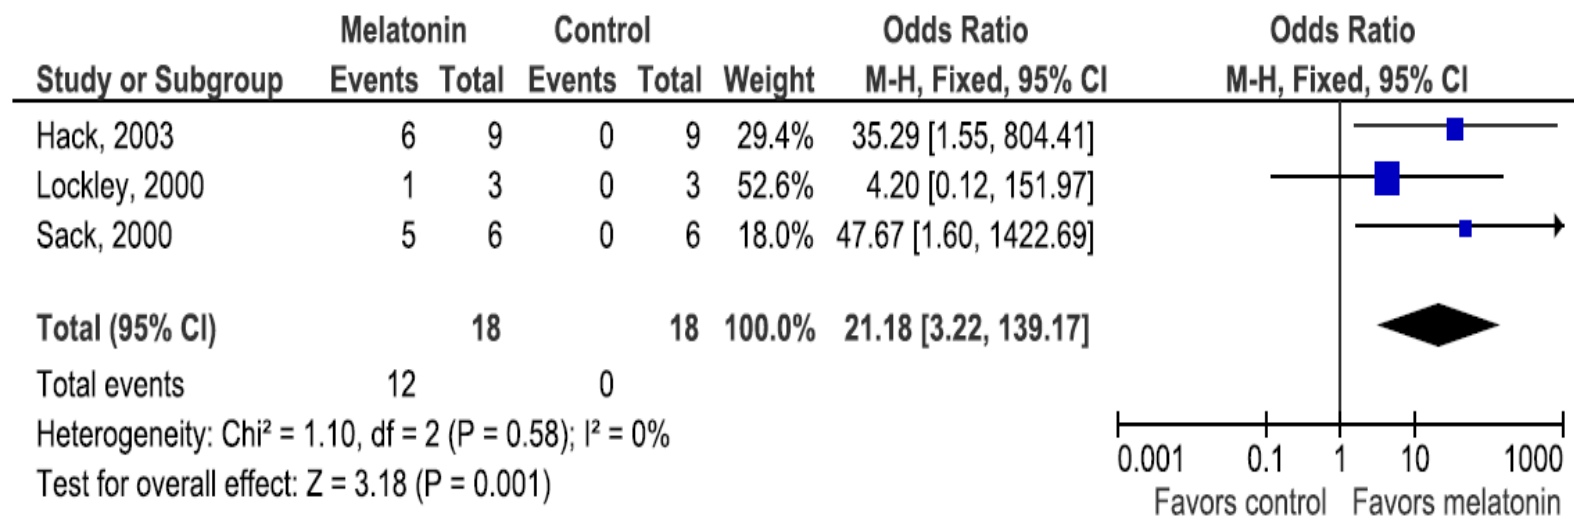 Melatonin Control Odds Ratio Odds Ratio
Study or Subgroup Events Total Events Total Weight M-H, Fixed, 95% CI M-H, Fixed, 95% CI
Hack, 2003 6 9 0 9 29.4% 35.29 [1.55, 804.41]
Lockley, 2000 1 3 0 3 52.6% 4.20 [0.12, 151.97]
Sack, 2000 5 6 0 6 18.0% 47.67 [1.60, 1422.69]
Total (95% CI) 18 18 100.0% 21.18 [3.22, 139.17]
Total events 12 0
Heterogeneity: Chi² = 1.10, df = 2 (P = 0.58); I² = 0%
Test for overall effect: Z = 3.18 (P = 0.001)
0.001 0.1 1 10 1000
Favors control Favors melatonin